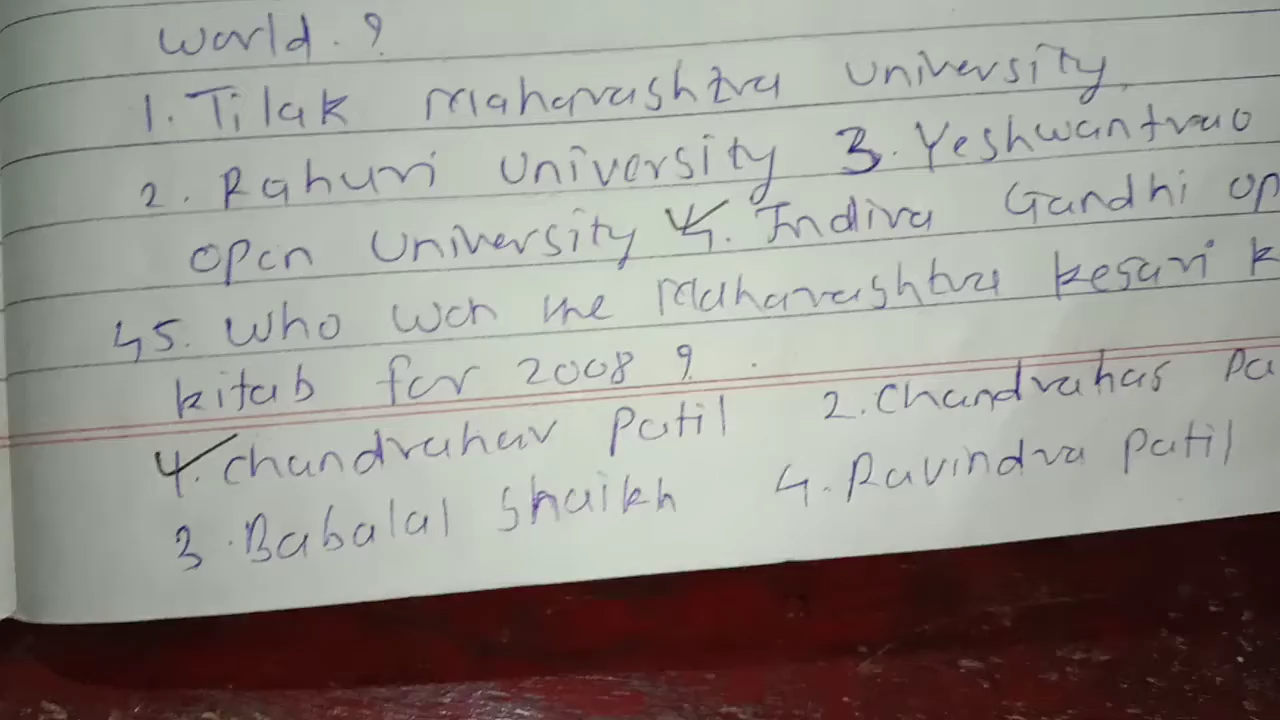 world. ?
1. Tilak Maharashtra University
2. Rahuri University 3. Yeshwantrao
open University 4. Indira Gandhi op
45. Who won the Maharashtra kesari k
kitab for 2008 ?
1. Chandrahar Patil 2. Chandrahas Pa
3. Babalal Shaikh 4. Ravindra Patil